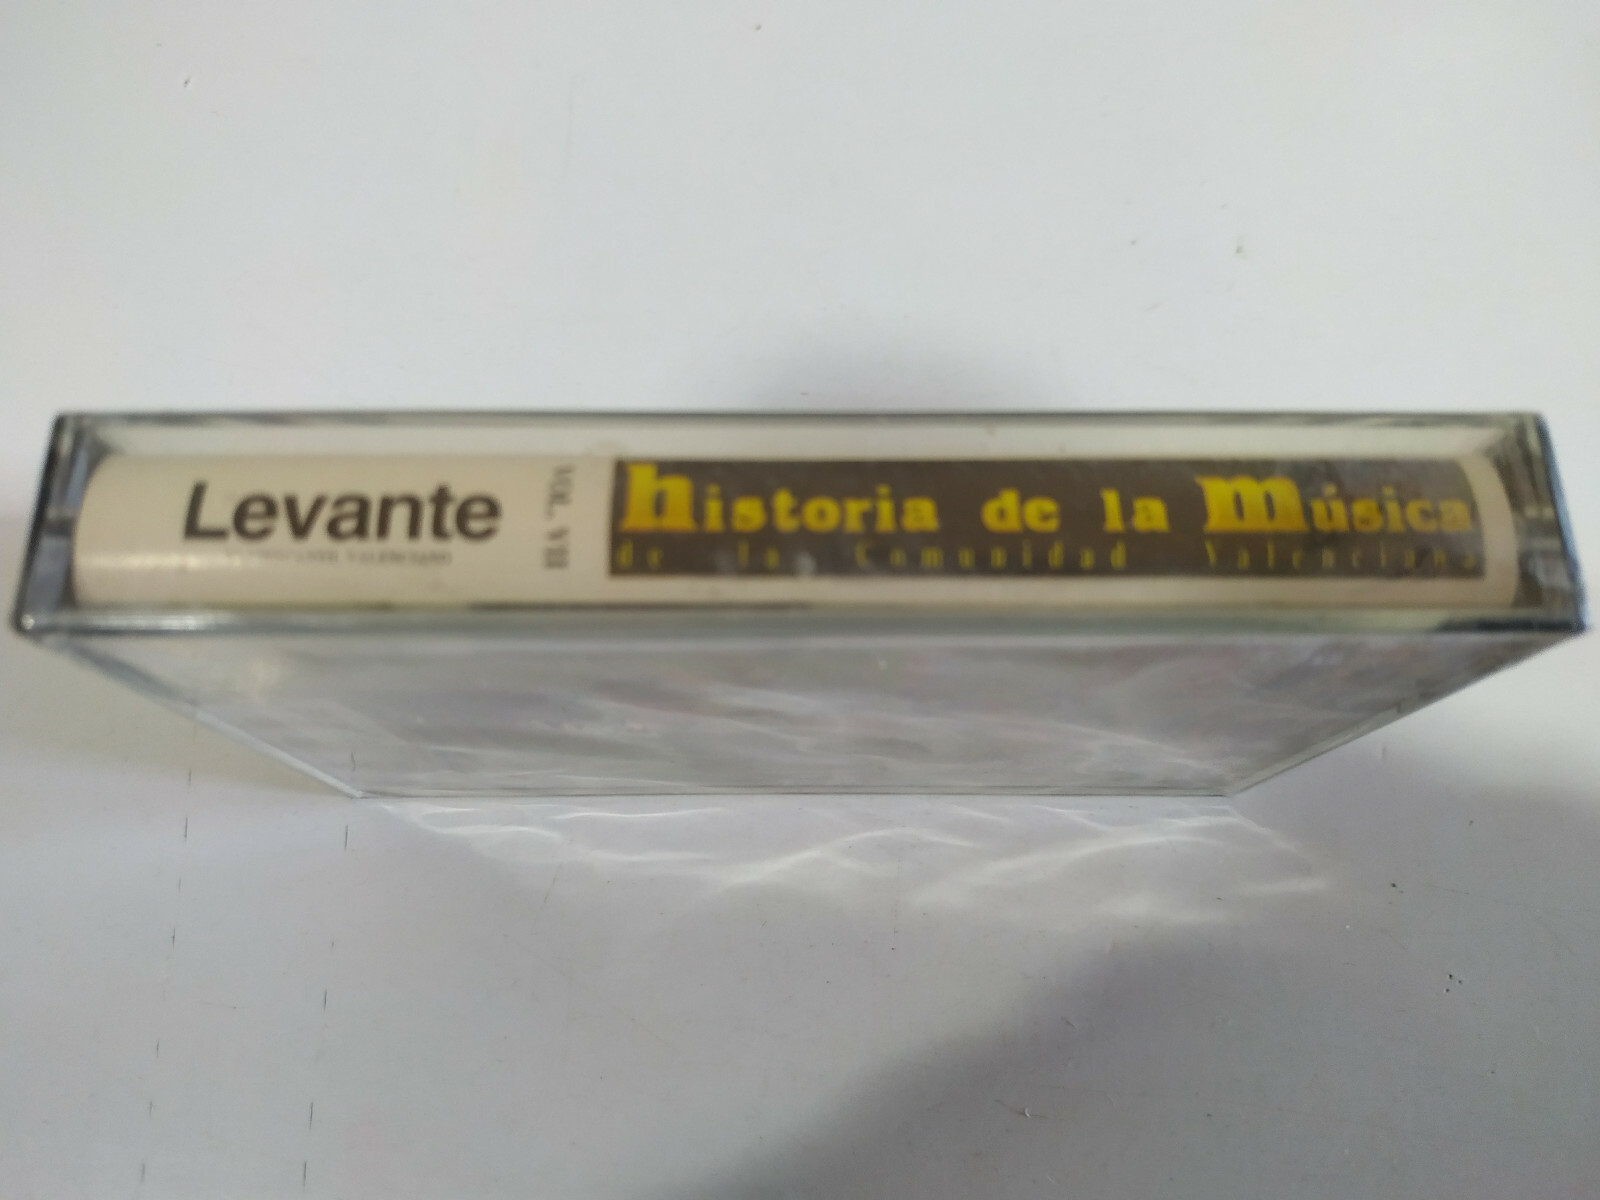 Levante
VOL. VII
historia de la música
de la Comunidad Valenciana